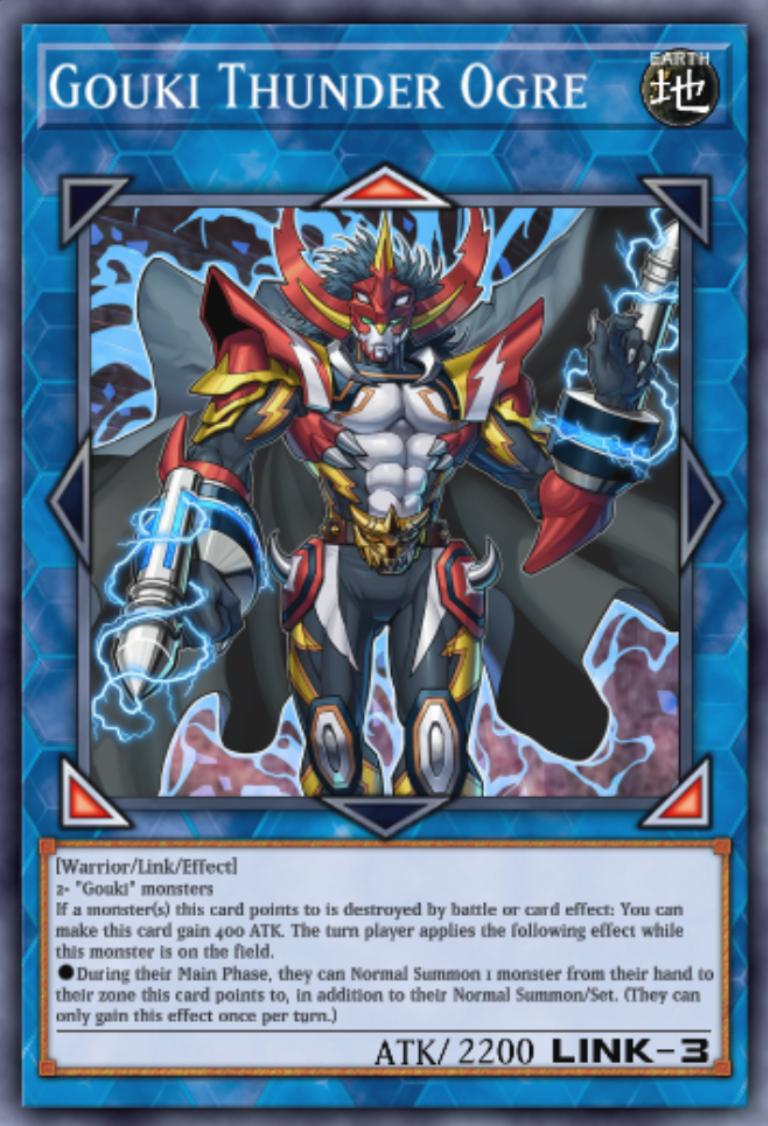 GOUKI THUNDER OGRE
EARTH
地
[Warrior/Link/Effect]
2- "Gouki" monsters
If a monster(s) this card points to is destroyed by battle or card effect: You can
make this card gain 400 ATK. The turn player applies the following effect while
this monster is on the field.
●During their Main Phase, they can Normal Summon 1 monster from their hand to
their zone this card points to, in addition to their Normal Summon/Set. (They can
only gain this effect once per turn.)
ATK/ 2200 LINK-3